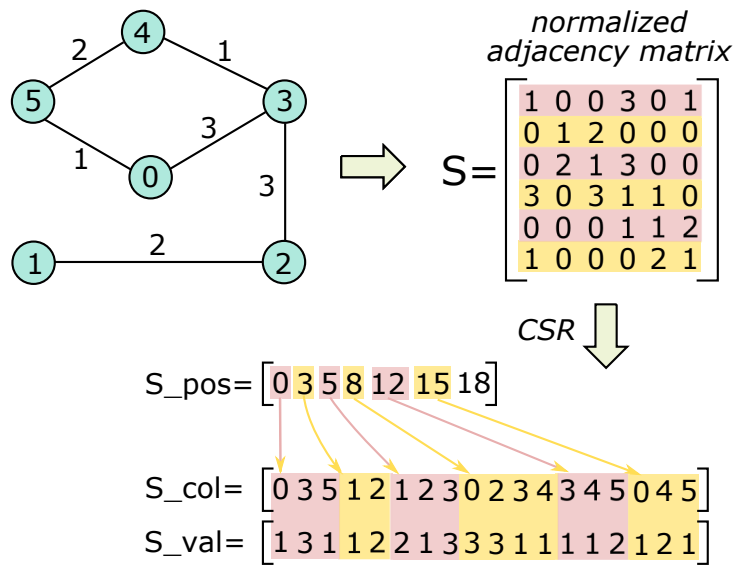 4
2
1
5
3
1
3
0
3
1
2
2
normalized
adjacency matrix
S=
1 0 0 3 0 1
0 1 2 0 0 0
0 2 1 3 0 0
3 0 3 1 1 0
0 0 0 1 1 2
1 0 0 0 2 1
CSR
S_pos= [0 3 5 8 12 15 18]
S_col= [0 3 5 1 2 1 2 3 0 2 3 4 3 4 5 0 4 5]
S_val= [1 3 1 1 2 2 1 3 3 3 1 1 1 1 2 1 2 1]